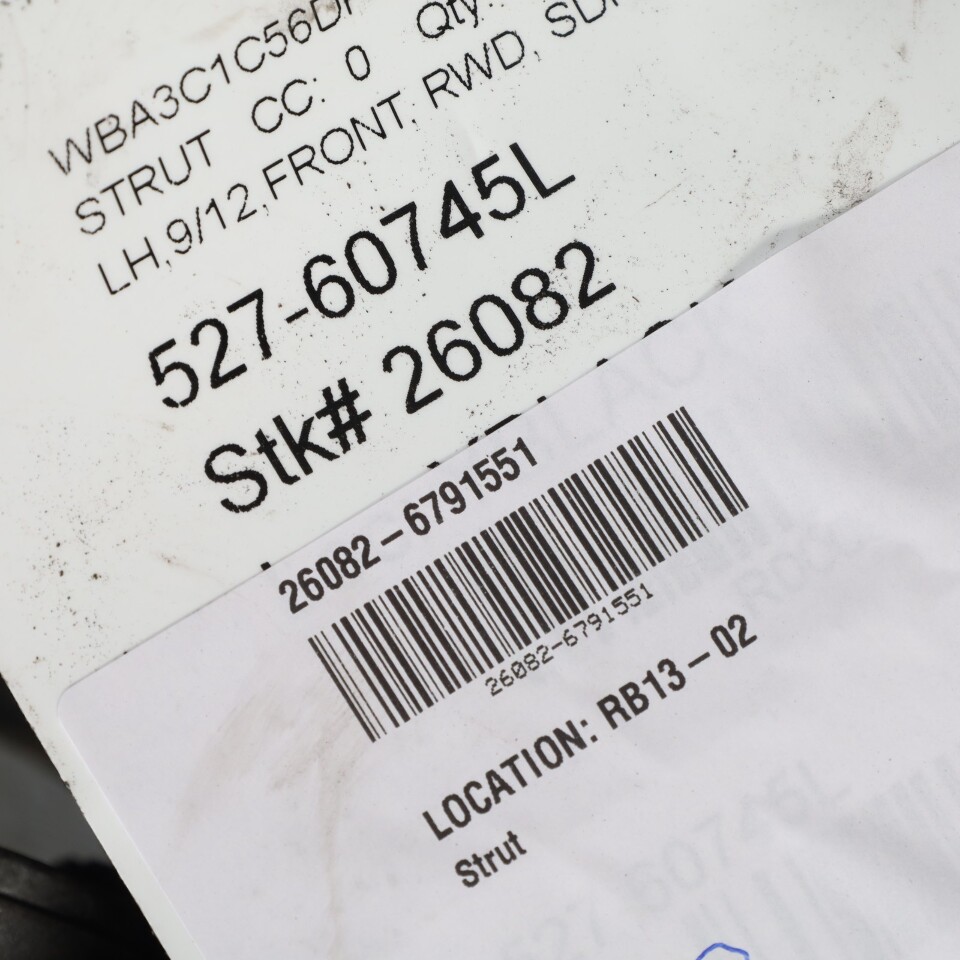 WBA3C1C56D
STRUT CC: 0 Qty:
LH,9/12,FRONT, RWD, SD
527-60745L
Stk# 26082
26082-6791551
26082-6791551
LOCATION: RB13-02
Strut